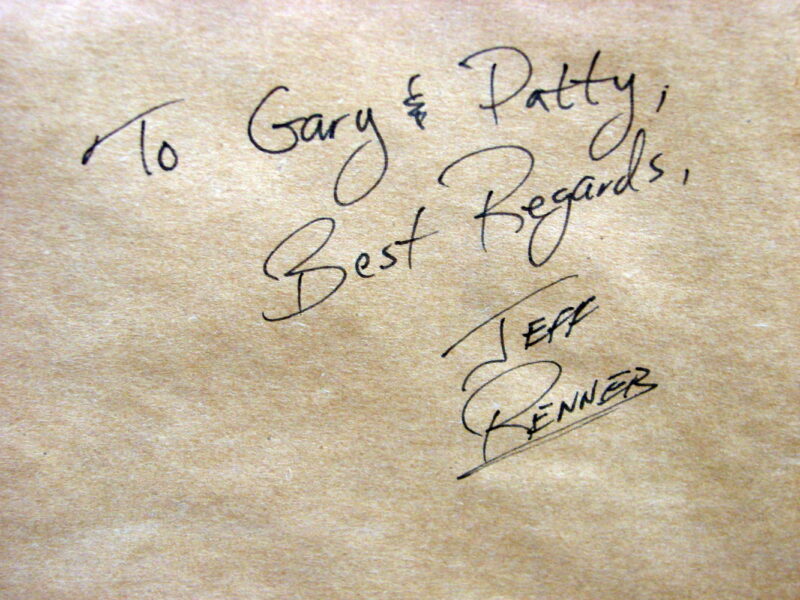 To Gary & Patty,
Best Regards,
JEFF
RENNER